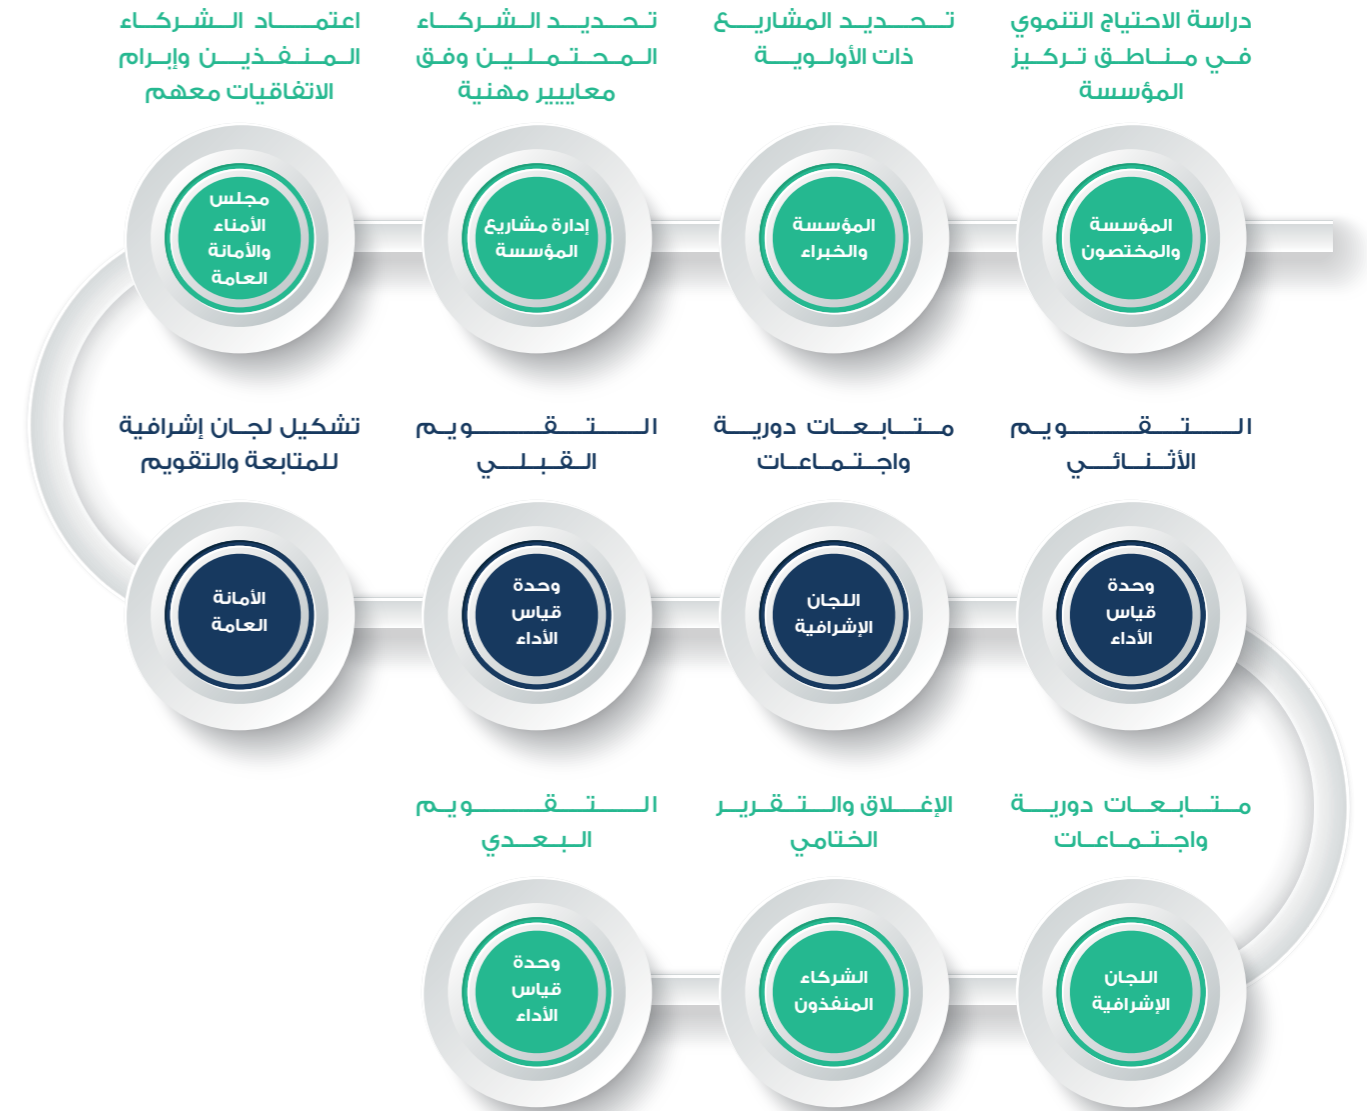 دراسة الاحتياج التنموي
في مناطق تركيز
المؤسسة
المؤسسة
والمختصون
تحديد المشاريع
ذات الأولوية
المؤسسة
والخبراء
تحديد الشركاء
المحتملين وفق
معاييير مهنية
إدارة مشاريع
المؤسسة
اعتماد الشركاء
المنفذين وإبرام
الاتفاقيات معهم
مجلس
الأمناء
والأمانة
العامة
تشكيل لجان إشرافية
للمتابعة والتقويم
الأمانة
العامة
التقويم
القبلي
وحدة
قياس
الأداء
متابعات دورية
واجتماعات
اللجان
الإشرافية
التقويم
الأثنائي
وحدة
قياس
الأداء
متابعات دورية
واجتماعات
اللجان
الإشرافية
الإغلاق والتقرير
الختامي
الشركاء
المنفذون
التقويم
البعدي
وحدة
قياس
الأداء